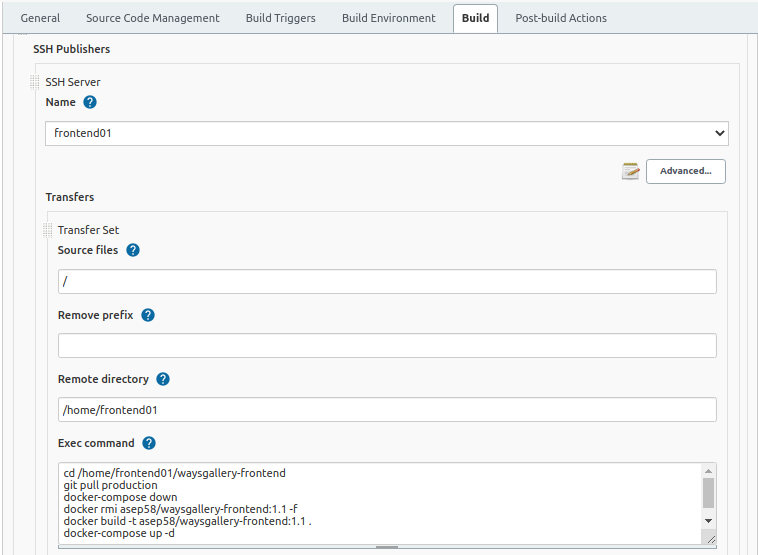 General Source Code Management Build Triggers Build Environment Build Post-build Actions
SSH Publishers
SSH Server
Name ?
frontend01
Advanced...
Transfers
Transfer Set
Source files ?
/
Remove prefix ?
Remote directory ?
/home/frontend01
Exec command ?
cd /home/frontend01/waysgallery-frontend
git pull production
docker-compose down
docker rmi asep58/waysgallery-frontend:1.1 -f
docker build -t asep58/waysgallery-frontend:1.1 .
docker-compose up -d